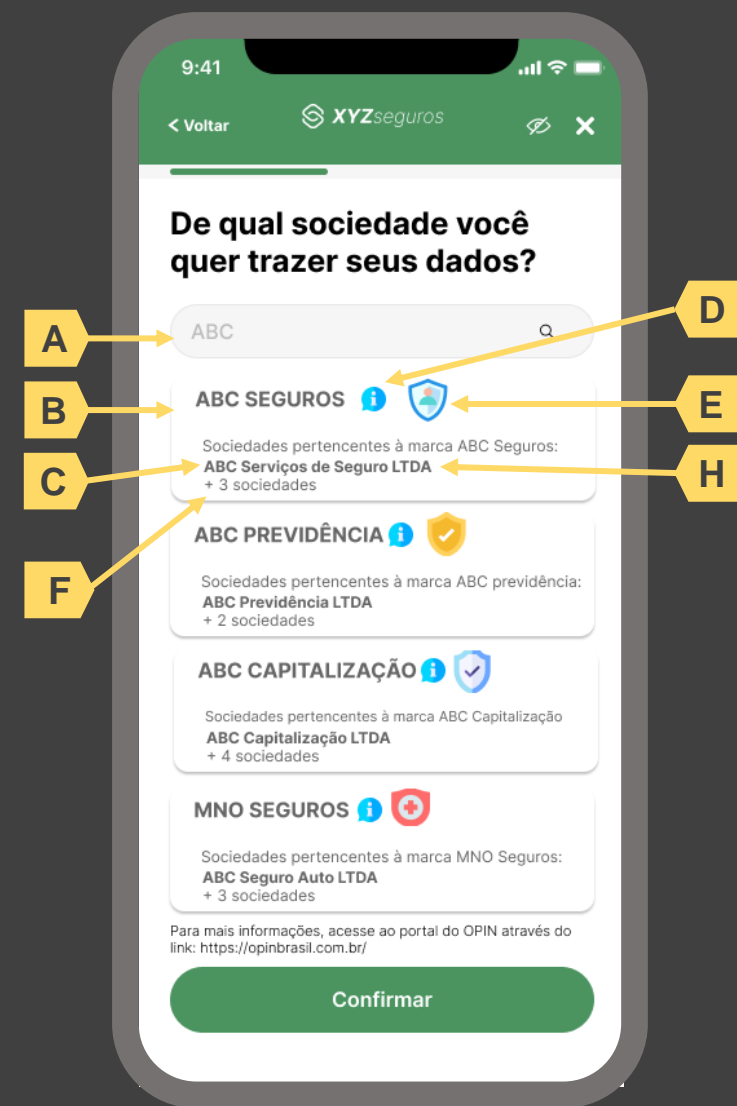 9:41
< Voltar
XYZseguros
De qual sociedade você
quer trazer seus dados?
A
ABC
D
B
ABC SEGUROS
E
Sociedades pertencentes à marca ABC Seguros:
C
ABC Serviços de Seguro LTDA
H
+ 3 sociedades
F
ABC PREVIDÊNCIA
Sociedades pertencentes à marca ABC previdência:
ABC Previdência LTDA
+ 2 sociedades
ABC CAPITALIZAÇÃO
Sociedades pertencentes à marca ABC Capitalização
ABC Capitalização LTDA
+ 4 sociedades
MNO SEGUROS
Sociedades pertencentes à marca MNO Seguros:
ABC Seguro Auto LTDA
+ 3 sociedades
Para mais informações, acesse ao portal do OPIN através do
link: https://opinbrasil.com.br/
Confirmar